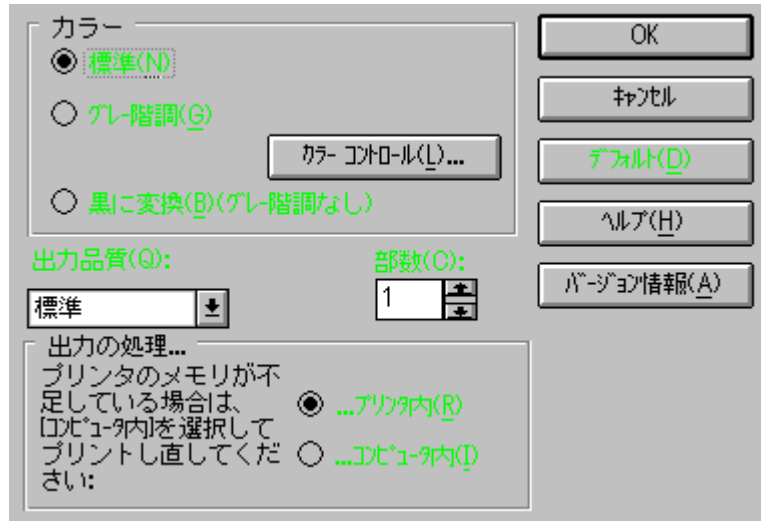 カラー
標準(N)
ｸﾞﾚｰ階調(G)
ｶﾗｰ ｺﾝﾄﾛｰﾙ(L)...
黒に変換(B)(ｸﾞﾚｰ階調なし)
出力品質(Q):
標準
部数(C):
1
出力の処理...
プリンタのメモリが不
足している場合は、
[ｺﾝﾋﾟｭｰﾀ内]を選択して
プリントし直してくだ
さい:
...ﾌﾟﾘﾝﾀ内(R)
...ｺﾝﾋﾟｭｰﾀ内(I)
OK
ｷｬﾝｾﾙ
ﾃﾞﾌｫﾙﾄ(D)
ﾍﾙﾌﾟ(H)
ﾊﾞｰｼﾞｮﾝ情報(A)